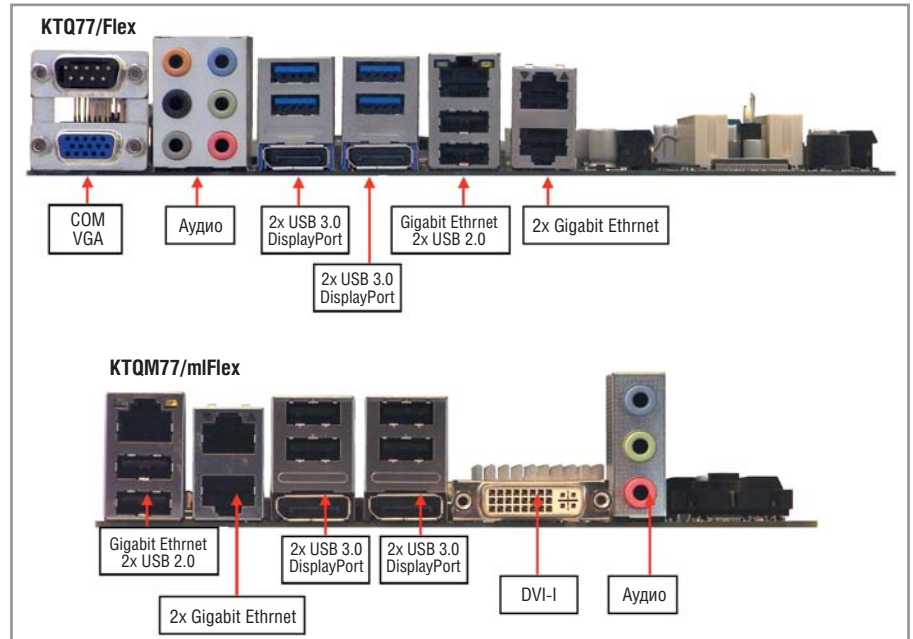 KTQ77/Flex
COM
VGA
Аудио
2x USB 3.0
DisplayPort
2x USB 3.0
DisplayPort
Gigabit Ethrnet
2x USB 2.0
2x Gigabit Ethrnet
KTQM77/mlFlex
Gigabit Ethrnet
2x USB 2.0
2x Gigabit Ethrnet
2x USB 3.0
DisplayPort
2x USB 3.0
DisplayPort
DVI-I
Аудио